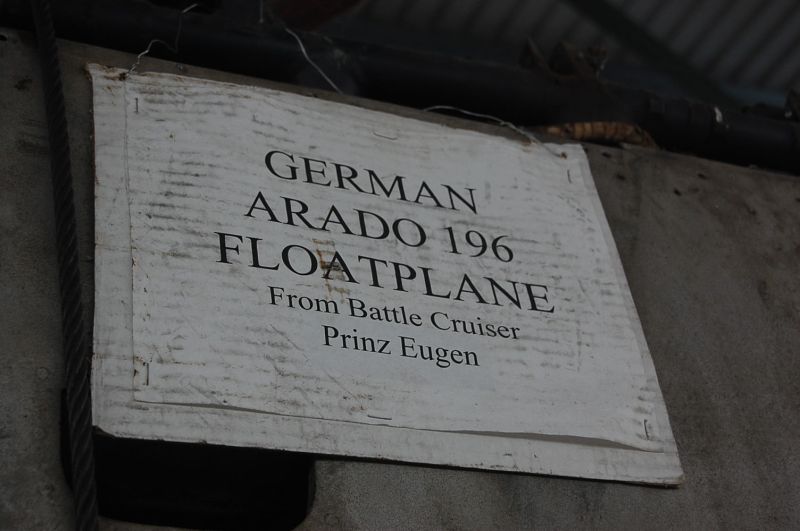 GERMAN
ARADO 196
FLOATPLANE
From Battle Cruiser
Prinz Eugen